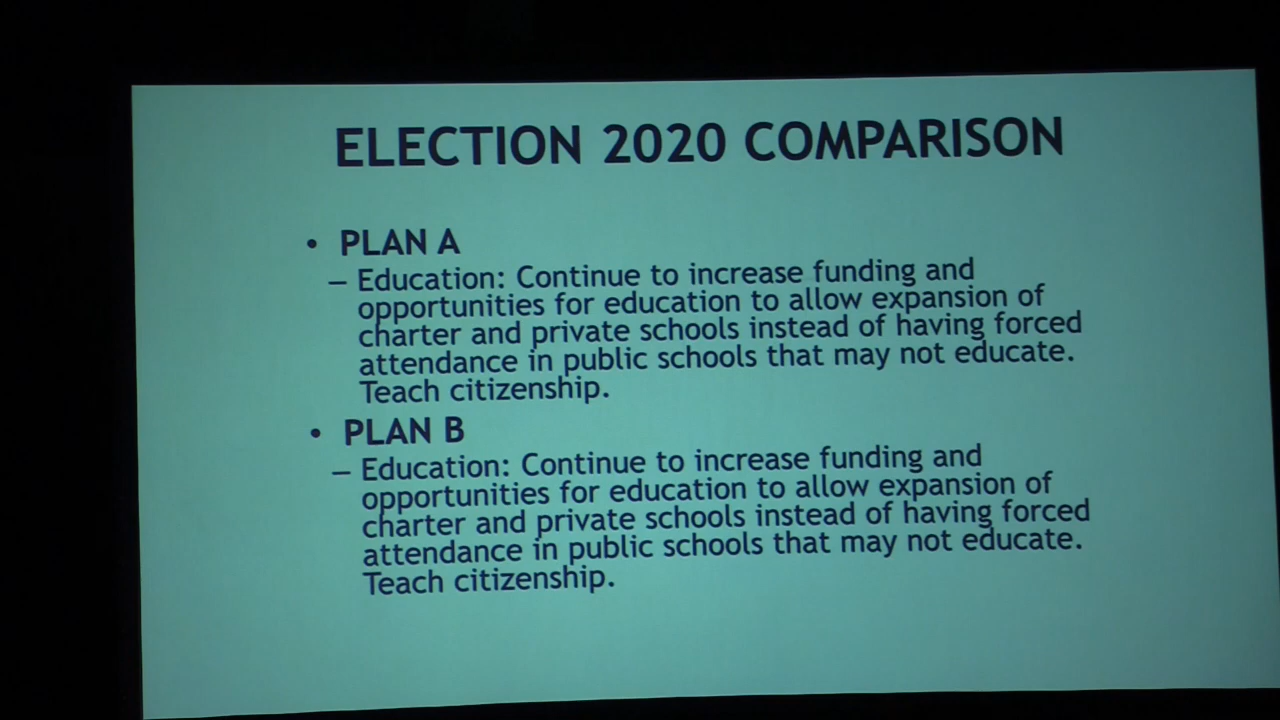 ELECTION 2020 COMPARISON
• PLAN A
– Education: Continue to increase funding and
opportunities for education to allow expansion of
charter and private schools instead of having forced
attendance in public schools that may not educate.
Teach citizenship.
• PLAN B
– Education: Continue to increase funding and
opportunities for education to allow expansion of
charter and private schools instead of having forced
attendance in public schools that may not educate.
Teach citizenship.